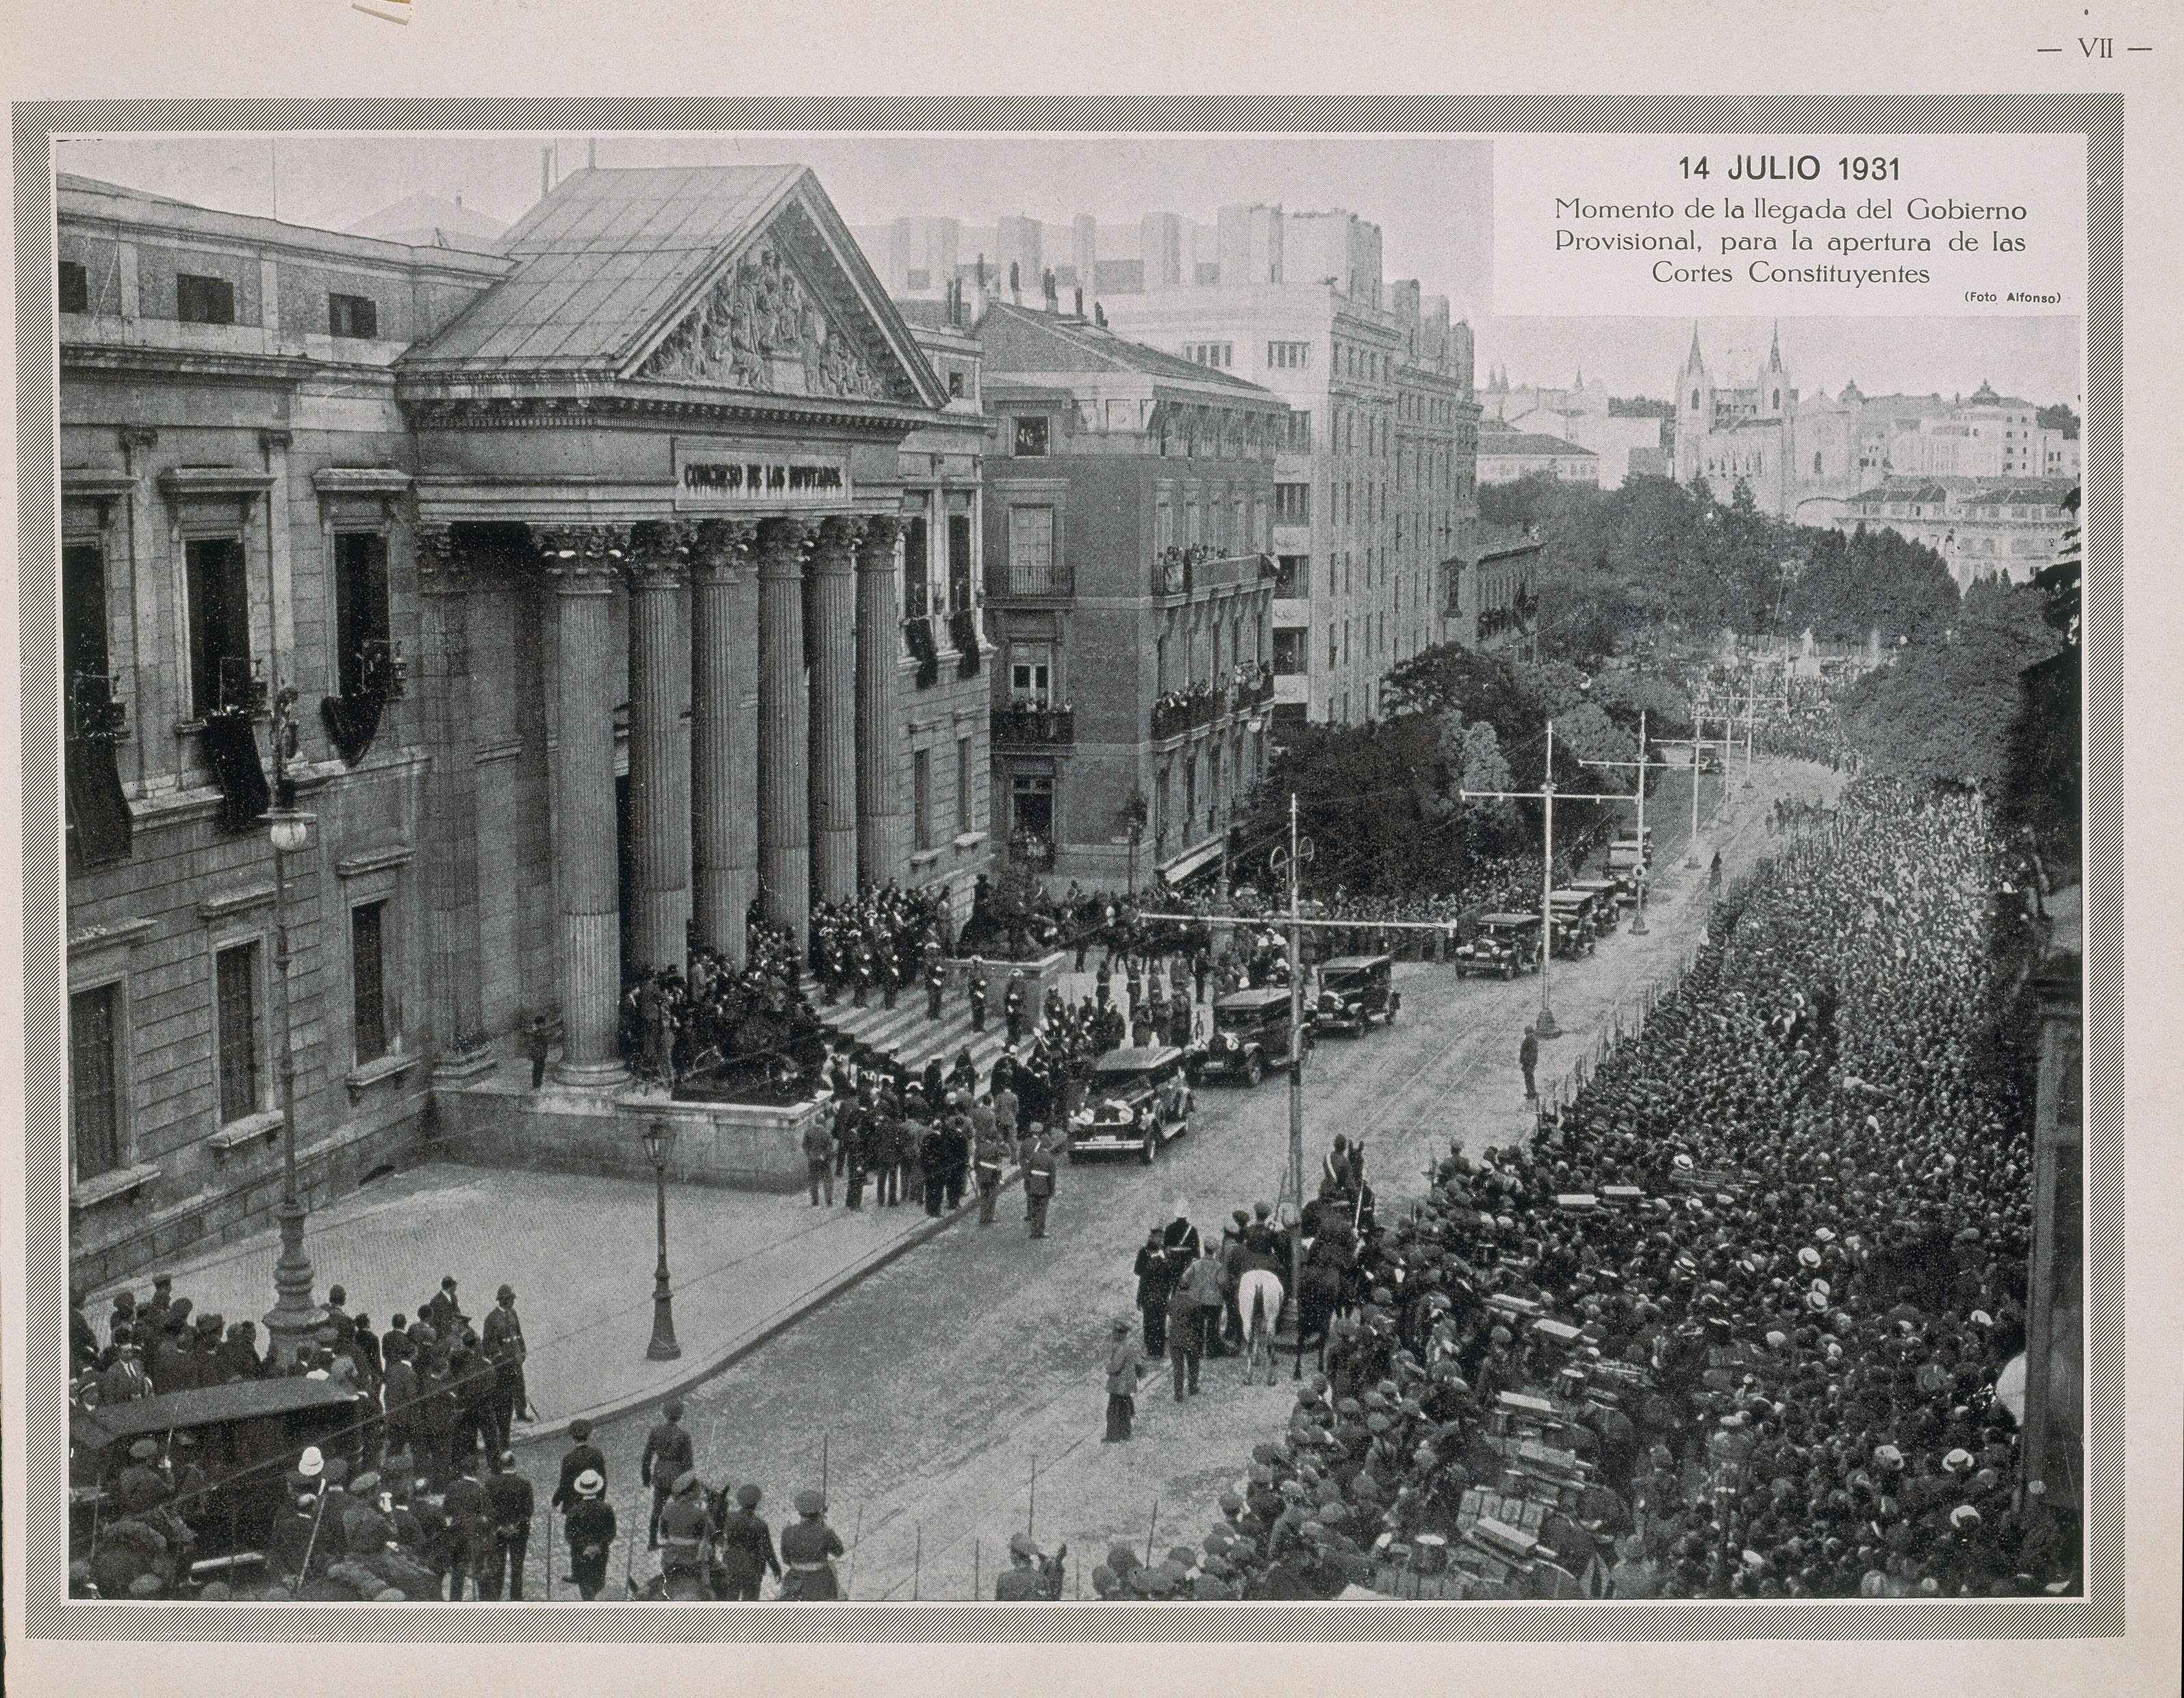 — VII —
14 JULIO 1931
Momento de la llegada del Gobierno
Provisional, para la apertura de las
Cortes Constituyentes
(Foto Alfonso)
CONGRESO DE LOS DIPUTADOS